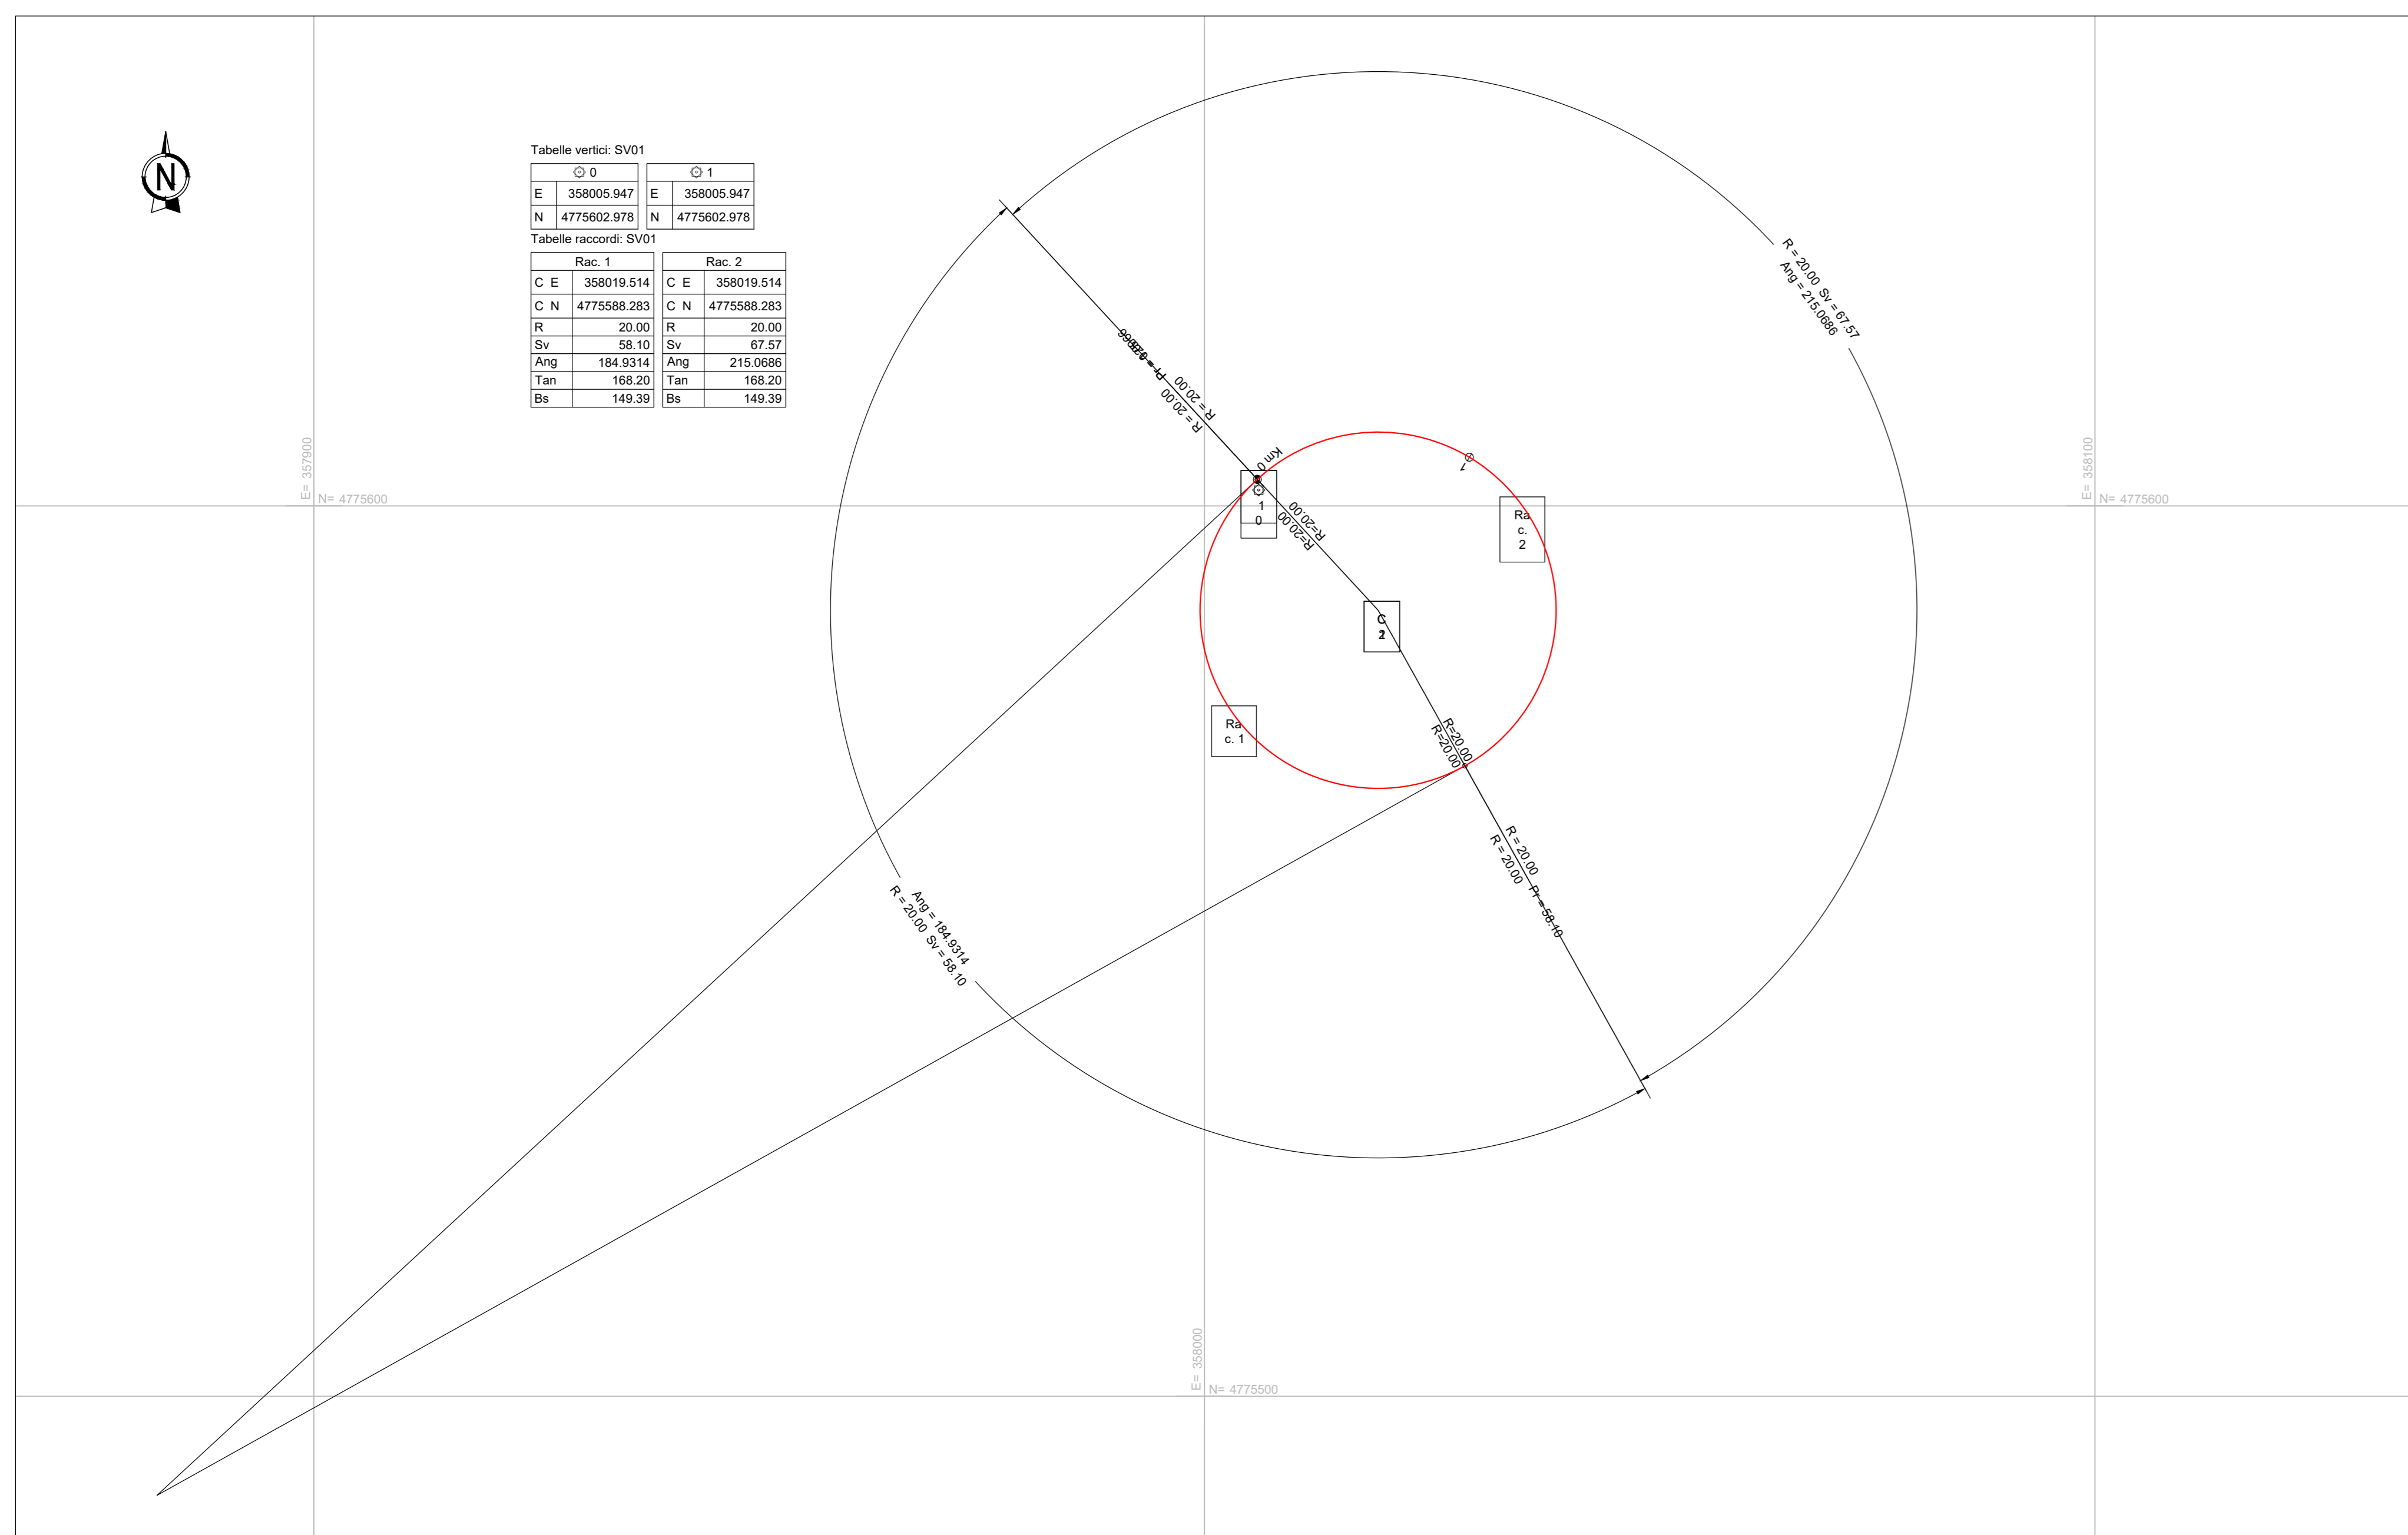 N
Tabelle vertici: SV01
0
1
E 358005.947 E 358005.947
N 4775602.978 N 4775602.978
Tabelle raccordi: SV01
Rac. 1 Rac. 2
C E 358019.514 C E 358019.514
C N 4775588.283 C N 4775588.283
R 20.00 R 20.00
Sv 58.10 Sv 67.57
Ang 184.9314 Ang 215.0686
Tan 168.20 Tan 168.20
Bs 149.39 Bs 149.39
R = 20.00 Sv = 67.57
Ang = 215.0686
Pr =
R = 20.00
R = 20.00
E= 357900
N= 4775600
Km 0
1
E= 358100
N= 4775600
1
0
R=20.00
R=20.00
Ra
c.
2
C
Ra
c. 1
R=20.00
R=20.00
R = 20.00
R = 20.00
Pr = 58.10
Ang = 184.9314
R = 20.00 Sv = 58.10
E= 358000
N= 4775500